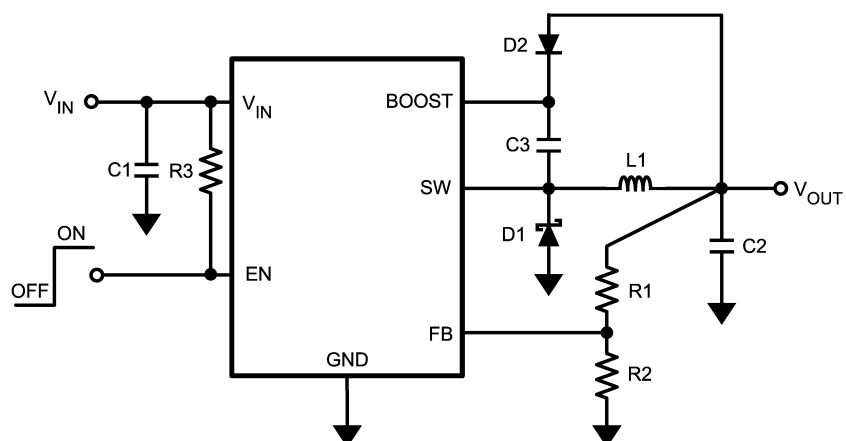 D2
V_IN
V_IN
BOOST
C1
R3
C3
L1
SW
V_OUT
D1
C2
ON
OFF
EN
R1
FB
GND
R2